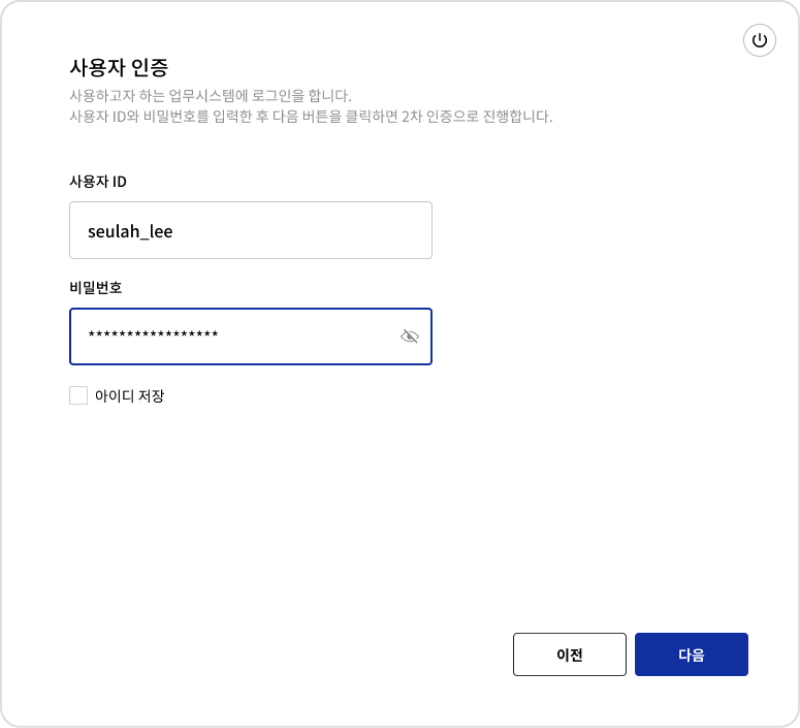 사용자 인증
사용하고자 하는 업무시스템에 로그인을 합니다.
사용자 ID와 비밀번호를 입력한 후 다음 버튼을 클릭하면 2차 인증으로 진행합니다.
사용자 ID
seulah_lee
비밀번호
*****************
아이디 저장
이전
다음